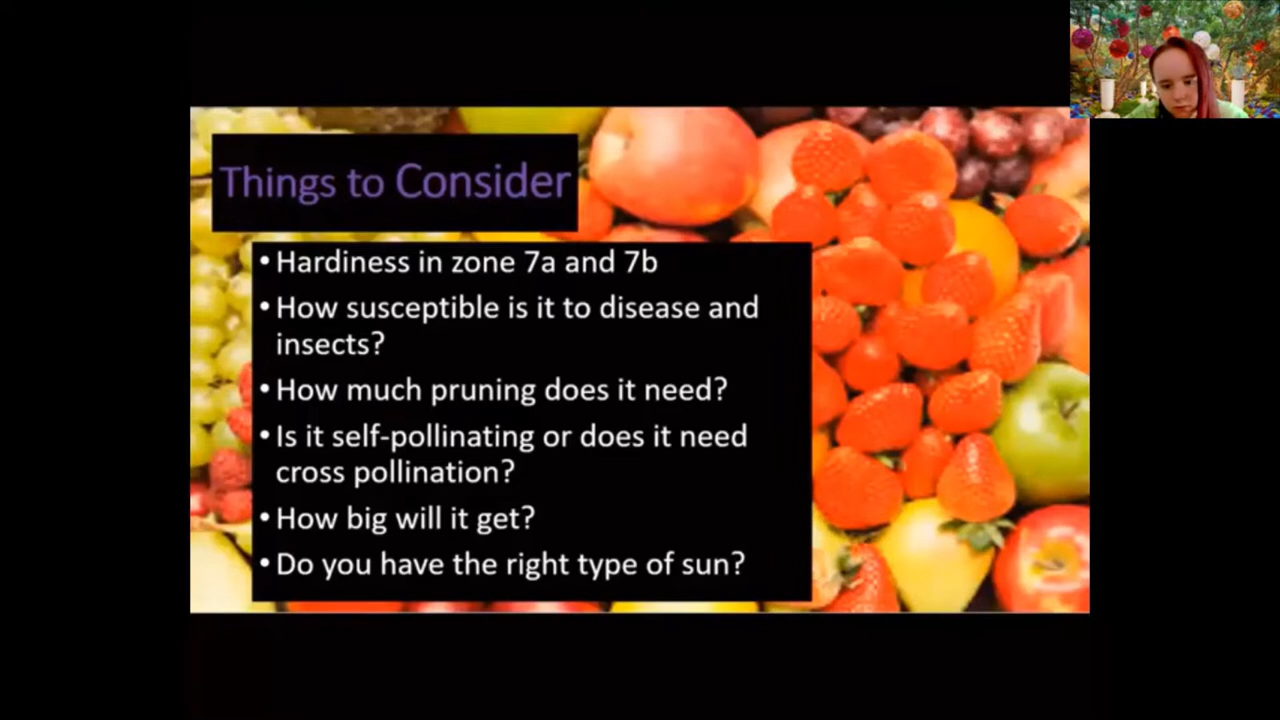 Things to Consider
• Hardiness in zone 7a and 7b
• How susceptible is it to disease and
insects?
• How much pruning does it need?
• Is it self-pollinating or does it need
cross pollination?
• How big will it get?
• Do you have the right type of sun?